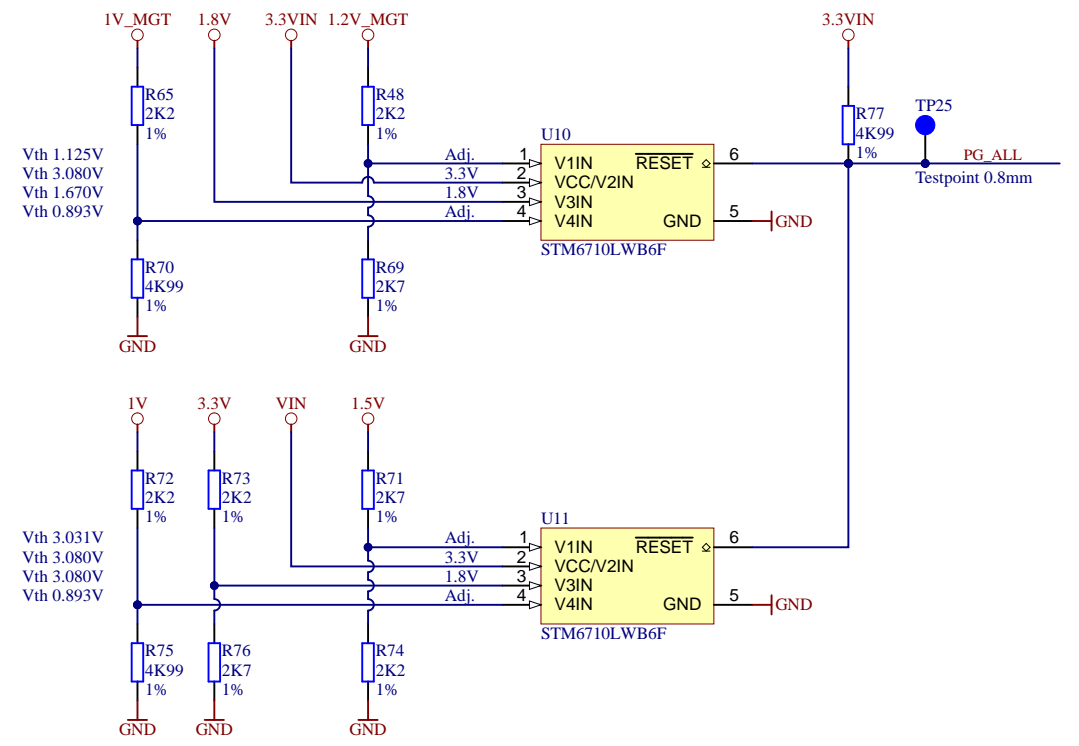 1V_MGT
1.8V
3.3VIN
1.2V_MGT
3.3VIN
R65
2K2
1%
R48
2K2
1%
R77
4K99
1%
TP25
Testpoint 0.8mm
PG_ALL
Vth 1.125V
Vth 3.080V
Vth 1.670V
Vth 0.893V
Adj.
3.3V
1.8V
Adj.
U10
1
2
3
4
V1IN
VCC/V2IN
V3IN
V4IN
RESET
GND
6
5
GND
STM6710LWB6F
R70
4K99
1%
R69
2K7
1%
GND
GND
1V
3.3V
VIN
1.5V
R72
2K2
1%
R73
2K2
1%
R71
2K7
1%
Vth 3.031V
Vth 3.080V
Vth 3.080V
Vth 0.893V
Adj.
3.3V
1.8V
Adj.
U11
1
2
3
4
V1IN
VCC/V2IN
V3IN
V4IN
RESET
GND
6
5
GND
STM6710LWB6F
R75
4K99
1%
R76
2K7
1%
R74
2K2
1%
GND
GND
GND